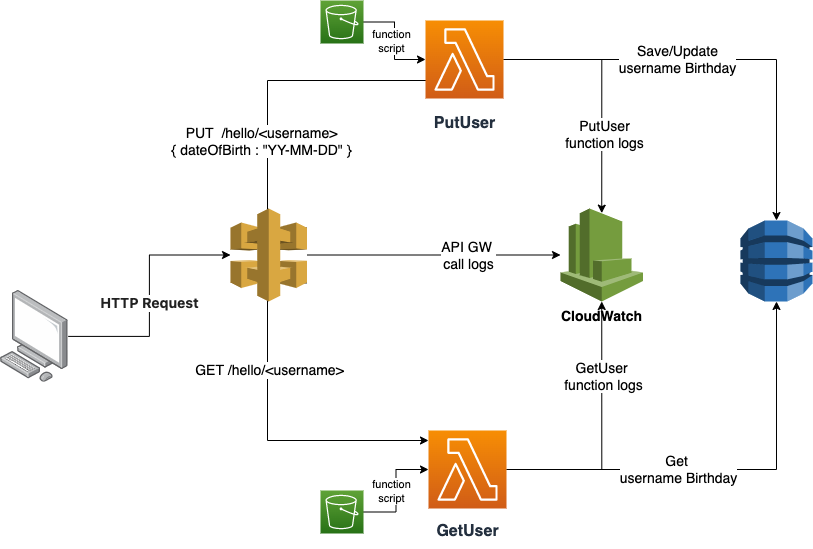 function
script
Save/Update
username Birthday
PutUser
PUT  /hello/<username>
{ dateOfBirth : "YY-MM-DD" }
PutUser
function logs
API GW
call logs
HTTP Request
CloudWatch
GET /hello/<username>
GetUser
function logs
function
script
Get
username Birthday
GetUser